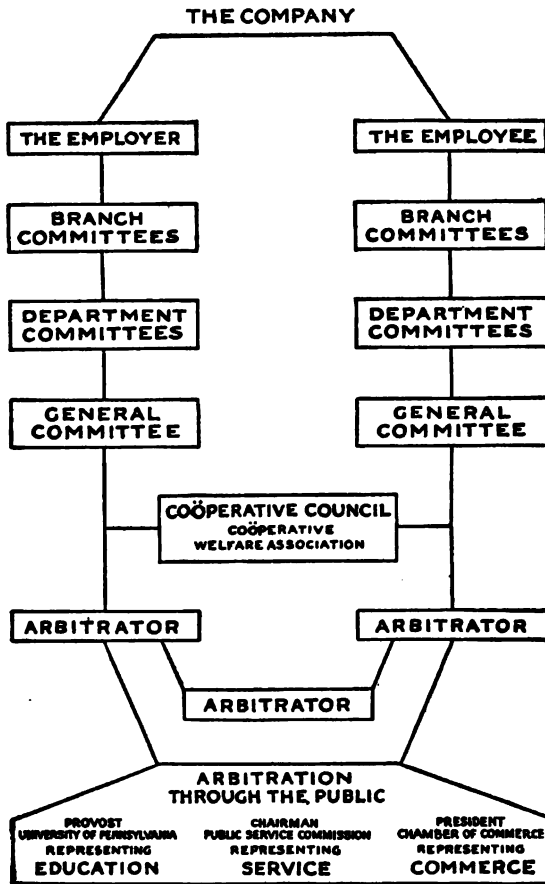 THE COMPANY
THE EMPLOYER
THE EMPLOYEE
BRANCH
COMMITTEES
BRANCH
COMMITTEES
DEPARTMENT
COMMITTEES
DEPARTMENT
COMMITTEES
GENERAL
COMMITTEE
GENERAL
COMMITTEE
COÖPERATIVE COUNCIL
COÖPERATIVE
WELFARE ASSOCIATION
ARBITRATOR
ARBITRATOR
ARBITRATOR
ARBITRATION
THROUGH THE PUBLIC
PROVOST
UNIVERSITY OF PENNSYLVANIA
REPRESENTING
EDUCATION
CHAIRMAN
PUBLIC SERVICE COMMISSION
REPRESENTING
SERVICE
PRESIDENT
CHAMBER OF COMMERCE
REPRESENTING
COMMERCE